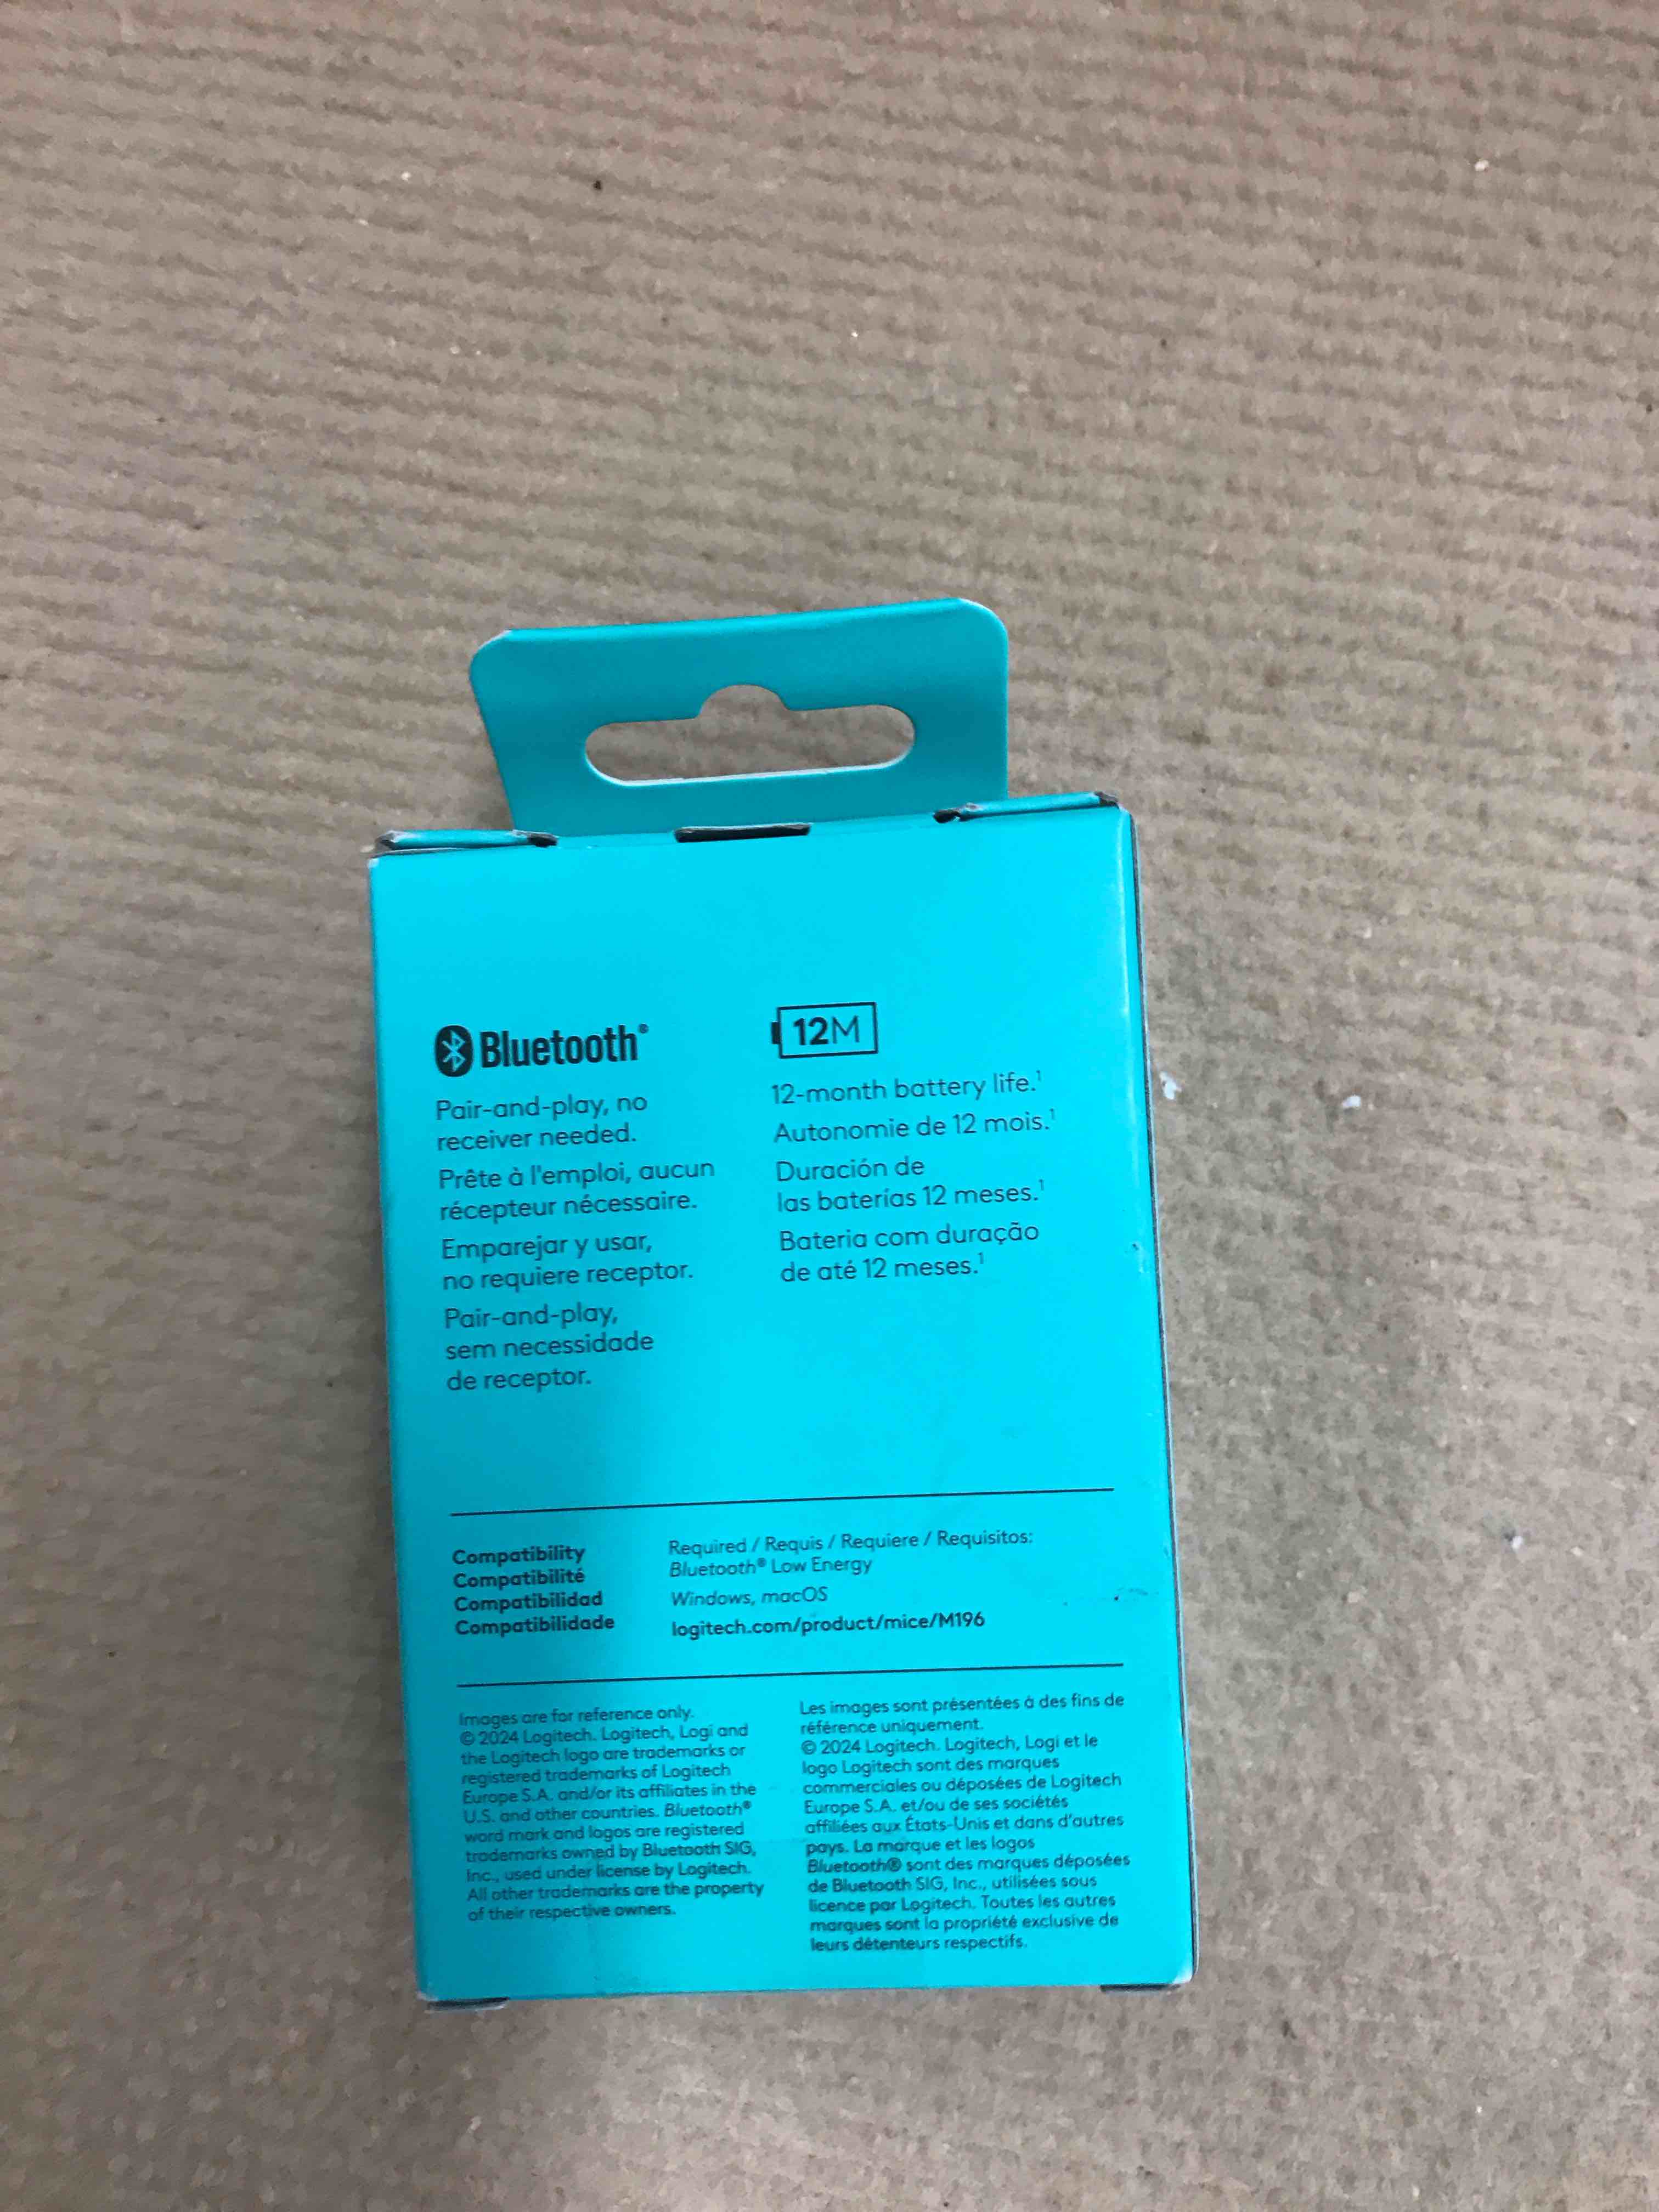 Bluetooth®
Pair-and-play, no
receiver needed.
Prête à l'emploi, aucun
récepteur nécessaire.
Emparejar y usar,
no requiere receptor.
Pair-and-play,
sem necessidade
de receptor.
12M
12-month battery life.¹
Autonomie de 12 mois.¹
Duración de
las baterías 12 meses.¹
Bateria com duração
de até 12 meses.¹
Compatibility
Compatibilité
Compatibilidad
Compatibilidade
Required / Requis / Requiere / Requisitos:
Bluetooth® Low Energy
Windows, macOS
logitech.com/product/mice/M196
Images are for reference only.
© 2024 Logitech. Logitech, Logi and
the Logitech logo are trademarks or
registered trademarks of Logitech
Europe S.A. and/or its affiliates in the
U.S. and other countries. Bluetooth®
word mark and logos are registered
trademarks owned by Bluetooth SIG,
Inc., used under license by Logitech.
All other trademarks are the property
of their respective owners.
Les images sont présentées à des fins de
référence uniquement.
© 2024 Logitech. Logitech, Logi et le
logo Logitech sont des marques
commerciales ou déposées de Logitech
Europe S.A. et/ou de ses sociétés
affiliées aux États-Unis et dans d'autres
pays. La marque et les logos
Bluetooth® sont des marques déposées
de Bluetooth SIG, Inc., utilisées sous
licence par Logitech. Toutes les autres
marques sont la propriété exclusive de
leurs détenteurs respectifs.